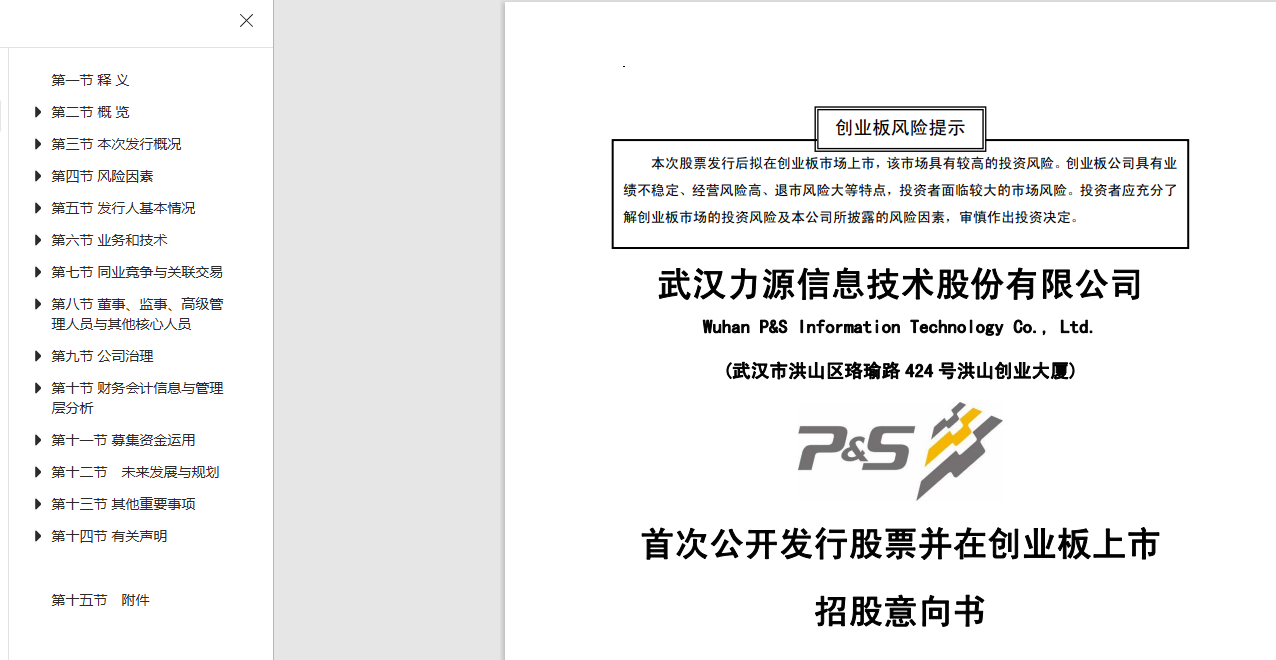 第一节 释 义
第二节 概 览
第三节 本次发行概况
第四节 风险因素
第五节 发行人基本情况
第六节 业务和技术
第七节 同业竞争与关联交易
第八节 董事、监事、高级管
理人员与其他核心人员
第九节 公司治理
第十节 财务会计信息与管理
层分析
第十一节 募集资金运用
第十二节 未来发展与规划
第十三节 其他重要事项
第十四节 有关声明
第十五节 附件
创业板风险提示
本次股票发行后拟在创业板市场上市，该市场具有较高的投资风险。创业板公司具有业
绩不稳定、经营风险高、退市风险大等特点，投资者面临较大的市场风险。投资者应充分了
解创业板市场的投资风险及本公司所披露的风险因素，审慎作出投资决定。
武汉力源信息技术股份有限公司
Wuhan P&S Information Technology Co., Ltd.
(武汉市洪山区珞瑜路 424 号洪山创业大厦)
P&S
首次公开发行股票并在创业板上市
招股意向书